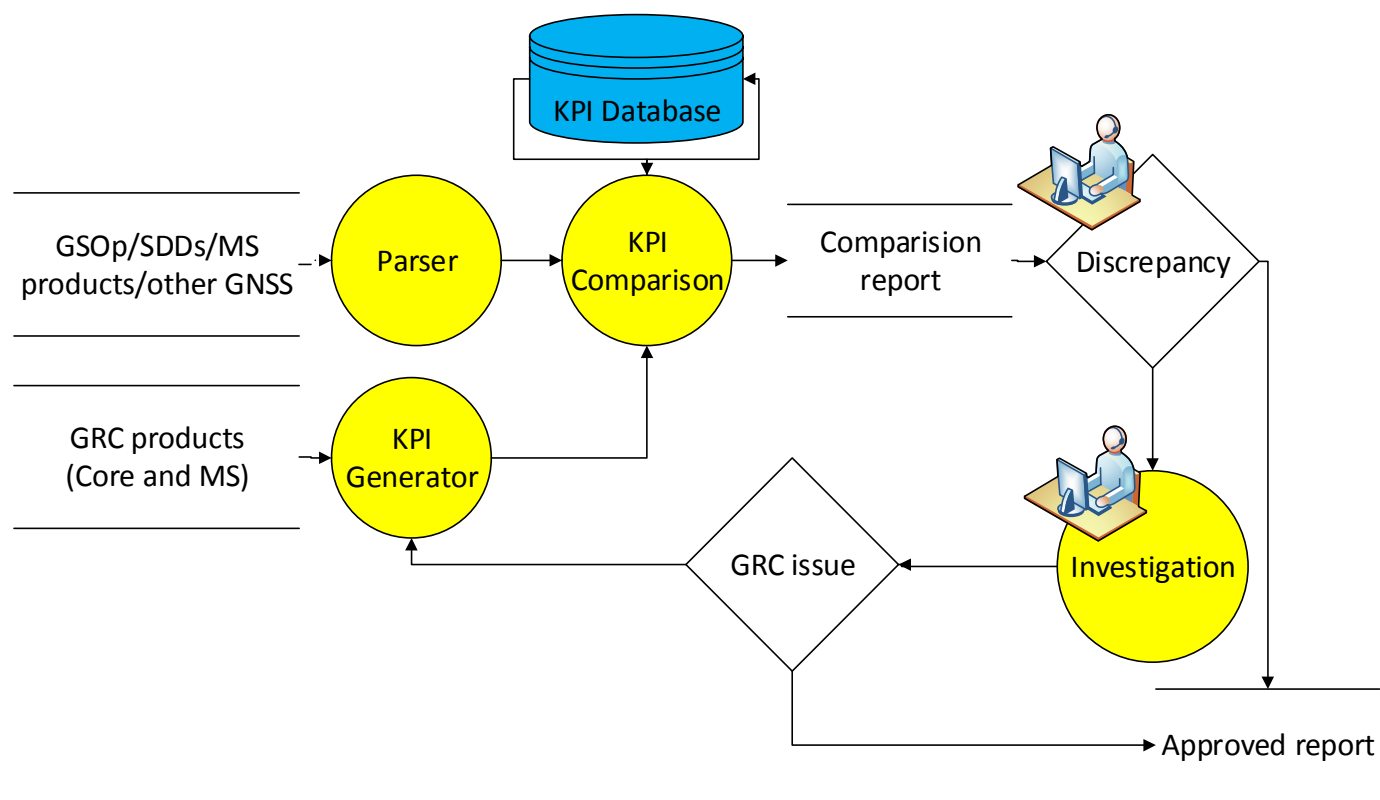 KPI Database
GSOp/SDDs/MS
products/other GNSS
Parser
KPI
Comparison
Comparision
report
Discrepancy
GRC products
(Core and MS)
KPI
Generator
GRC issue
Investigation
Approved report